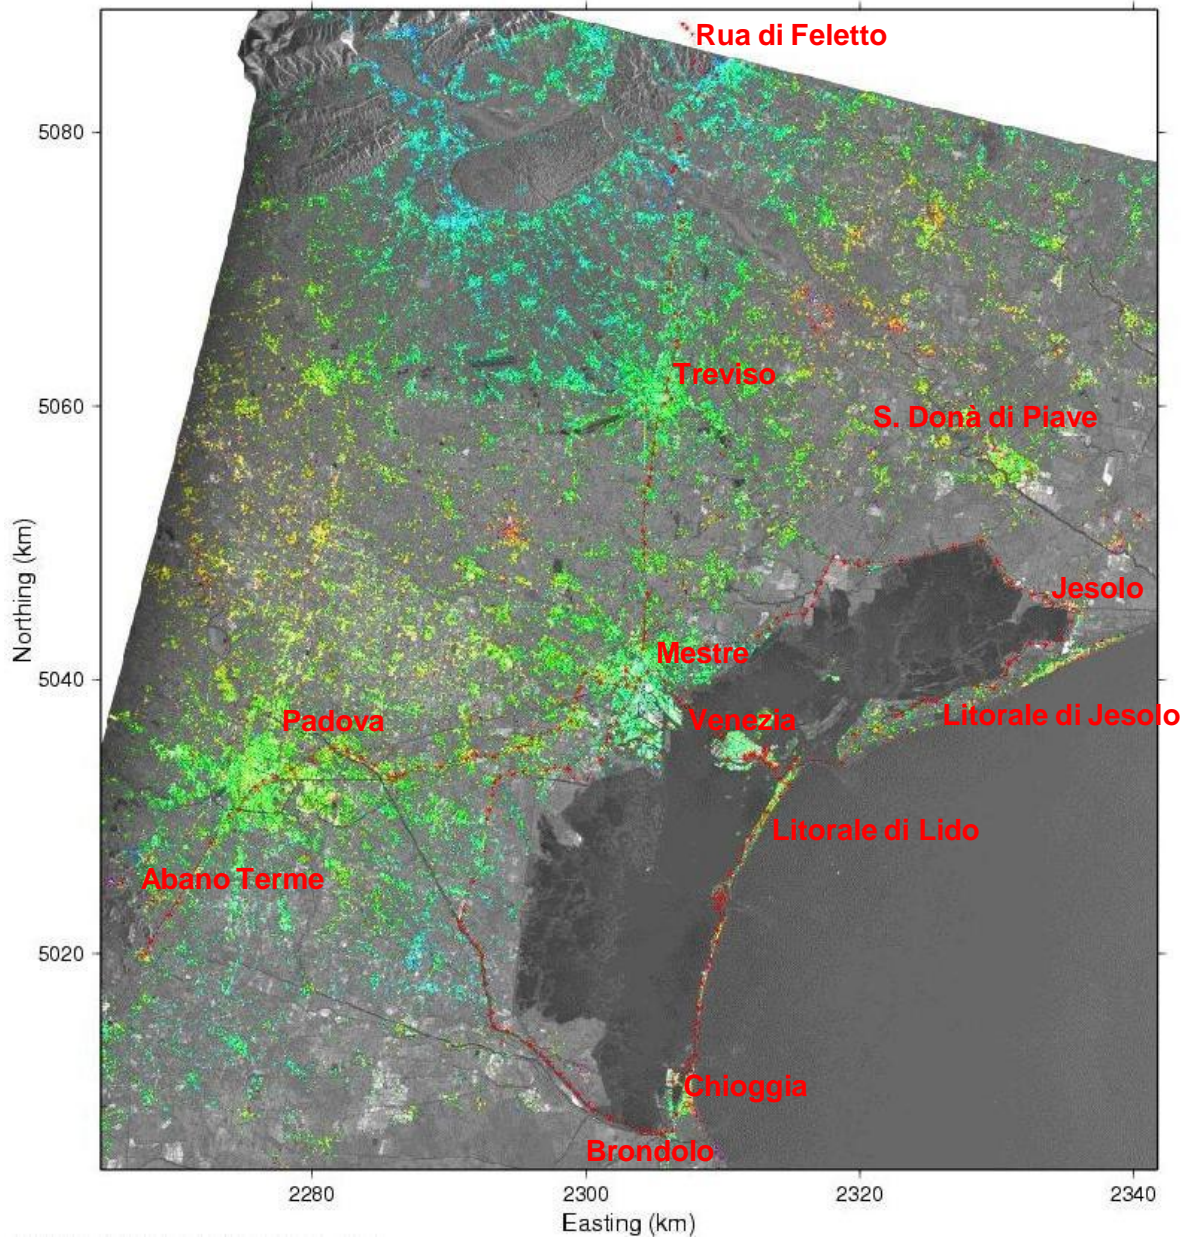 Rua di Feletto
5080
Treviso
5060
S. Donà di Piave
Northing (km)
Jesolo
Mestre
5040
Padova
Venezia
Litorale di Jesolo
Litorale di Lido
Abano Terme
5020
Chioggia
Brondolo
2280
2300
2320
2340
Easting (km)